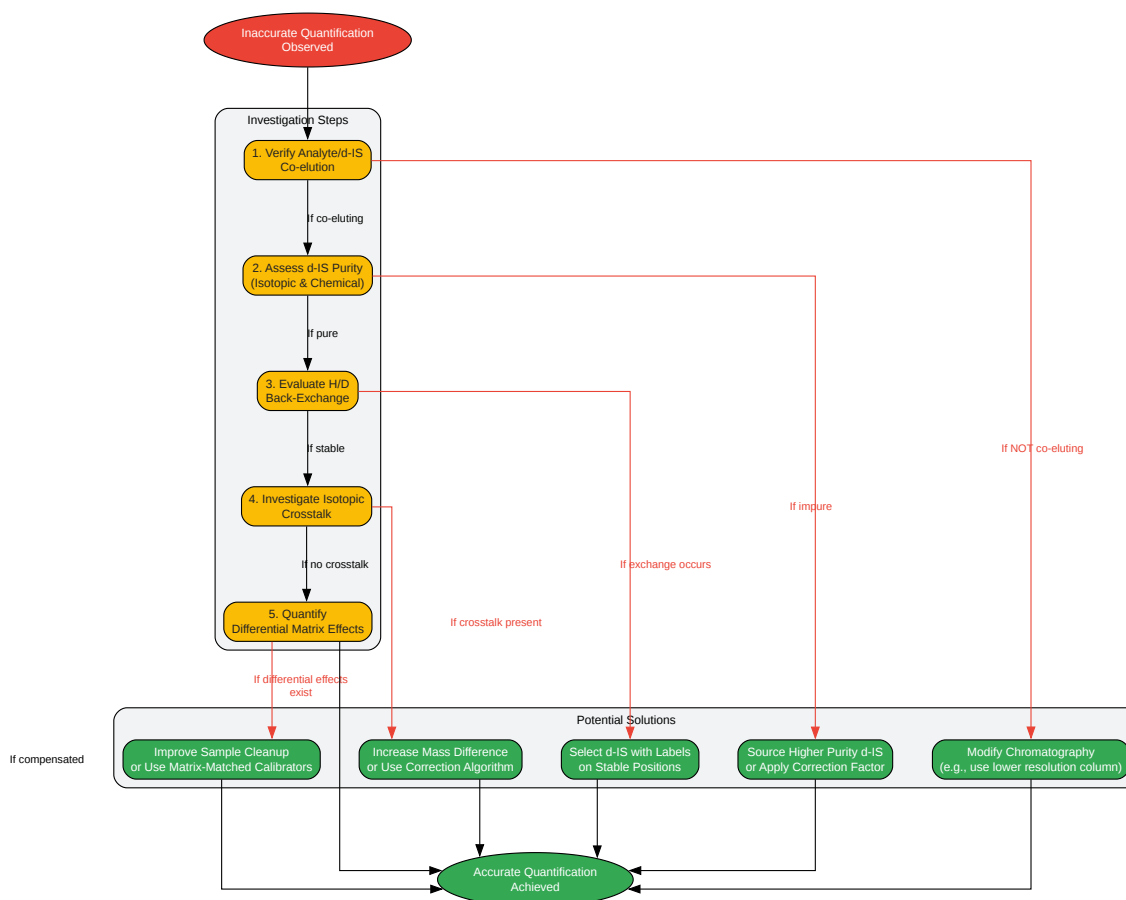 Inaccurate Quantification
Observed
Investigation Steps
1. Verify Analyte/d-IS
Co-elution
If co-eluting
2. Assess d-IS Purity
(Isotopic & Chemical)
If pure
3. Evaluate H/D
Back-Exchange
If stable
If NOT co-eluting
4. Investigate Isotopic
Crosstalk
If impure
If no crosstalk
If exchange occurs
5. Quantify
Differential Matrix Effects
If crosstalk present
If differential effects
exist
Potential Solutions
If compensated
Improve Sample Cleanup
or Use Matrix-Matched Calibrators
Increase Mass Difference
or Use Correction Algorithm
Select d-IS with Labels
on Stable Positions
Source Higher Purity d-IS
or Apply Correction Factor
Modify Chromatography
(e.g., use lower resolution column)
Accurate Quantification
Achieved